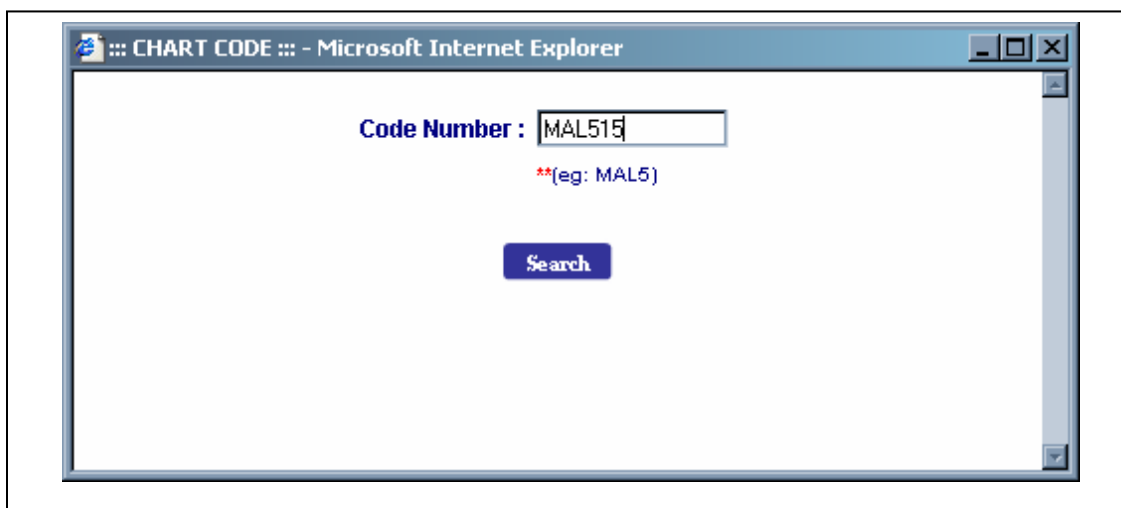 ::: CHART CODE ::: - Microsoft Internet Explorer
Code Number : MAL515
**(eg: MAL5)
Search